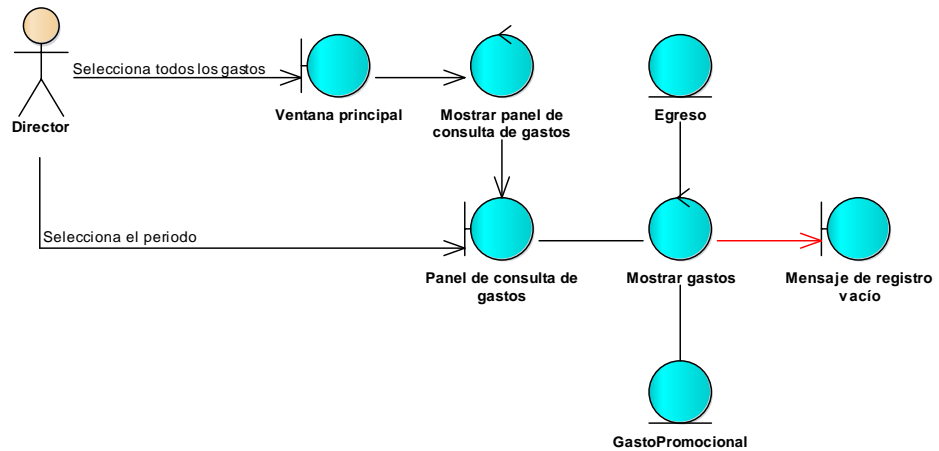 Selecciona todos los gastos
Director
Ventana principal
Mostrar panel de
consulta de gastos
Egreso
Selecciona el periodo
Panel de consulta de
gastos
Mostrar gastos
Mensaje de registro
vacío
GastoPromocional